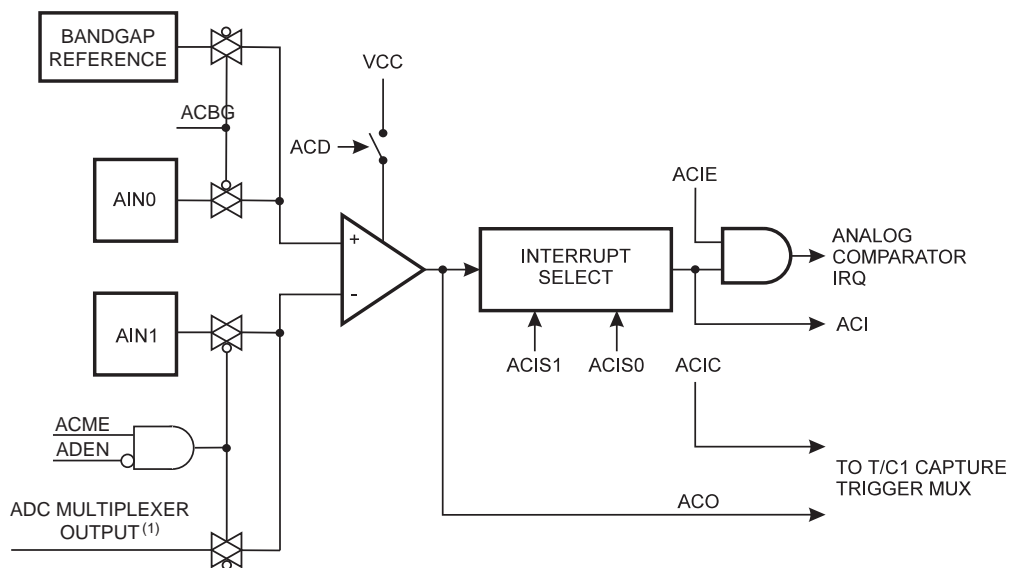 BANDGAP
REFERENCE
VCC
ACBG
ACD
AIN0
ACIE
+
-
INTERRUPT
SELECT
ANALOG
COMPARATOR
IRQ
AIN1
ACI
ACIS1
ACIS0
ACIC
ACME
ADEN
TO T/C1 CAPTURE
TRIGGER MUX
ADC MULTIPLEXER
OUTPUT(1)
ACO